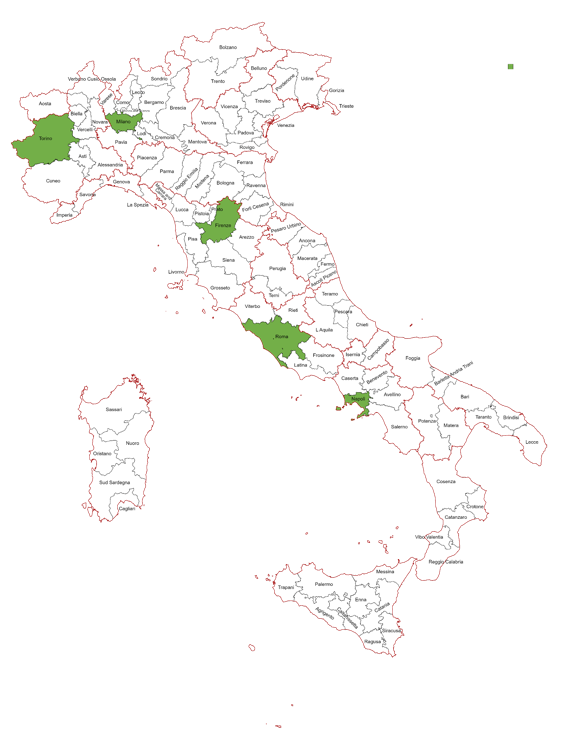 Bolzano
Belluno
Trento
Udine
Pordenone
Gorizia
Trieste
Treviso
Vicenza
Venezia
Padova
Verona
Rovigo
Verbano Cusio Ossola
Sondrio
Lecco
Como
Varese
Bergamo
Brescia
Aosta
Biella
Novara
Milano
Vercelli
Torino
Lodi
Cremona
Mantova
Pavia
Asti
Alessandria
Piacenza
Parma
Reggio Emilia
Modena
Ferrara
Bologna
Ravenna
Cuneo
Genova
Savona
Imperia
La Spezia
Lucca
Pistoia
Prato
Firenze
Forlì Cesena
Rimini
Pesaro Urbino
Pisa
Arezzo
Ancona
Macerata
Fermo
Ascoli Piceno
Siena
Perugia
Livorno
Grosseto
Terni
Teramo
Viterbo
Rieti
Pescara
L Aquila
Chieti
Roma
Frosinone
Latina
Isernia
Campobasso
Foggia
Caserta
Benevento
Barletta Andria Trani
Napoli
Avellino
Bari
Salerno
Potenza
Matera
Taranto
Brindisi
Lecce
Sassari
Nuoro
Oristano
Sud Sardegna
Cagliari
Cosenza
Crotone
Catanzaro
Vibo Valentia
Reggio Calabria
Messina
Palermo
Trapani
Enna
Catania
Agrigento
Caltanissetta
Siracusa
Ragusa